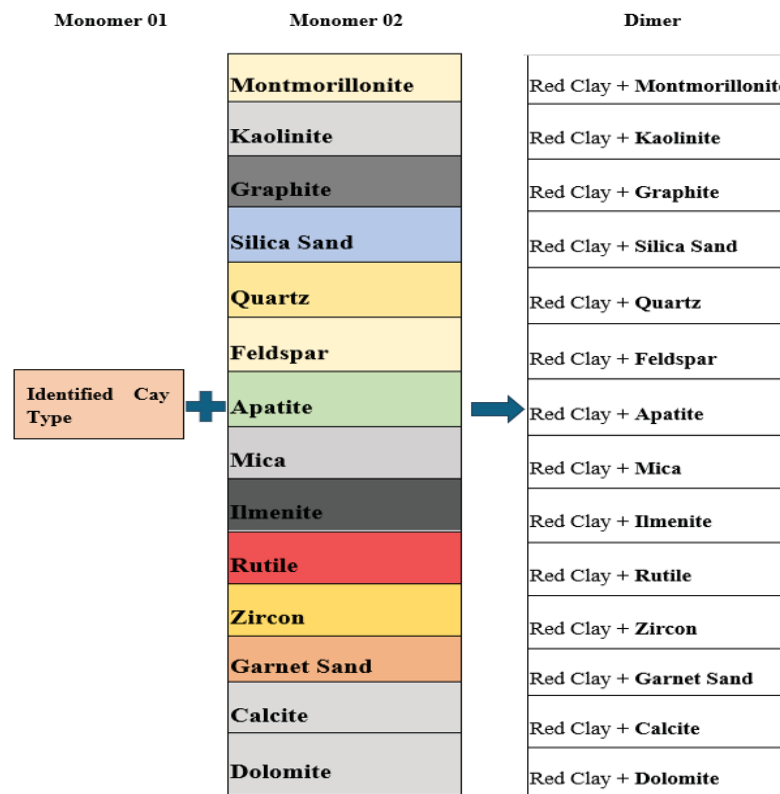 Monomer 01
Monomer 02
Dimer
Identified Cay
Type
Montmorillonite
Kaolinite
Graphite
Silica Sand
Quartz
Feldspar
Apatite
Mica
Ilmenite
Rutile
Zircon
Garnet Sand
Calcite
Dolomite
Red Clay + Montmorillonite
Red Clay + Kaolinite
Red Clay + Graphite
Red Clay + Silica Sand
Red Clay + Quartz
Red Clay + Feldspar
Red Clay + Apatite
Red Clay + Mica
Red Clay + Ilmenite
Red Clay + Rutile
Red Clay + Zircon
Red Clay + Garnet Sand
Red Clay + Calcite
Red Clay + Dolomite